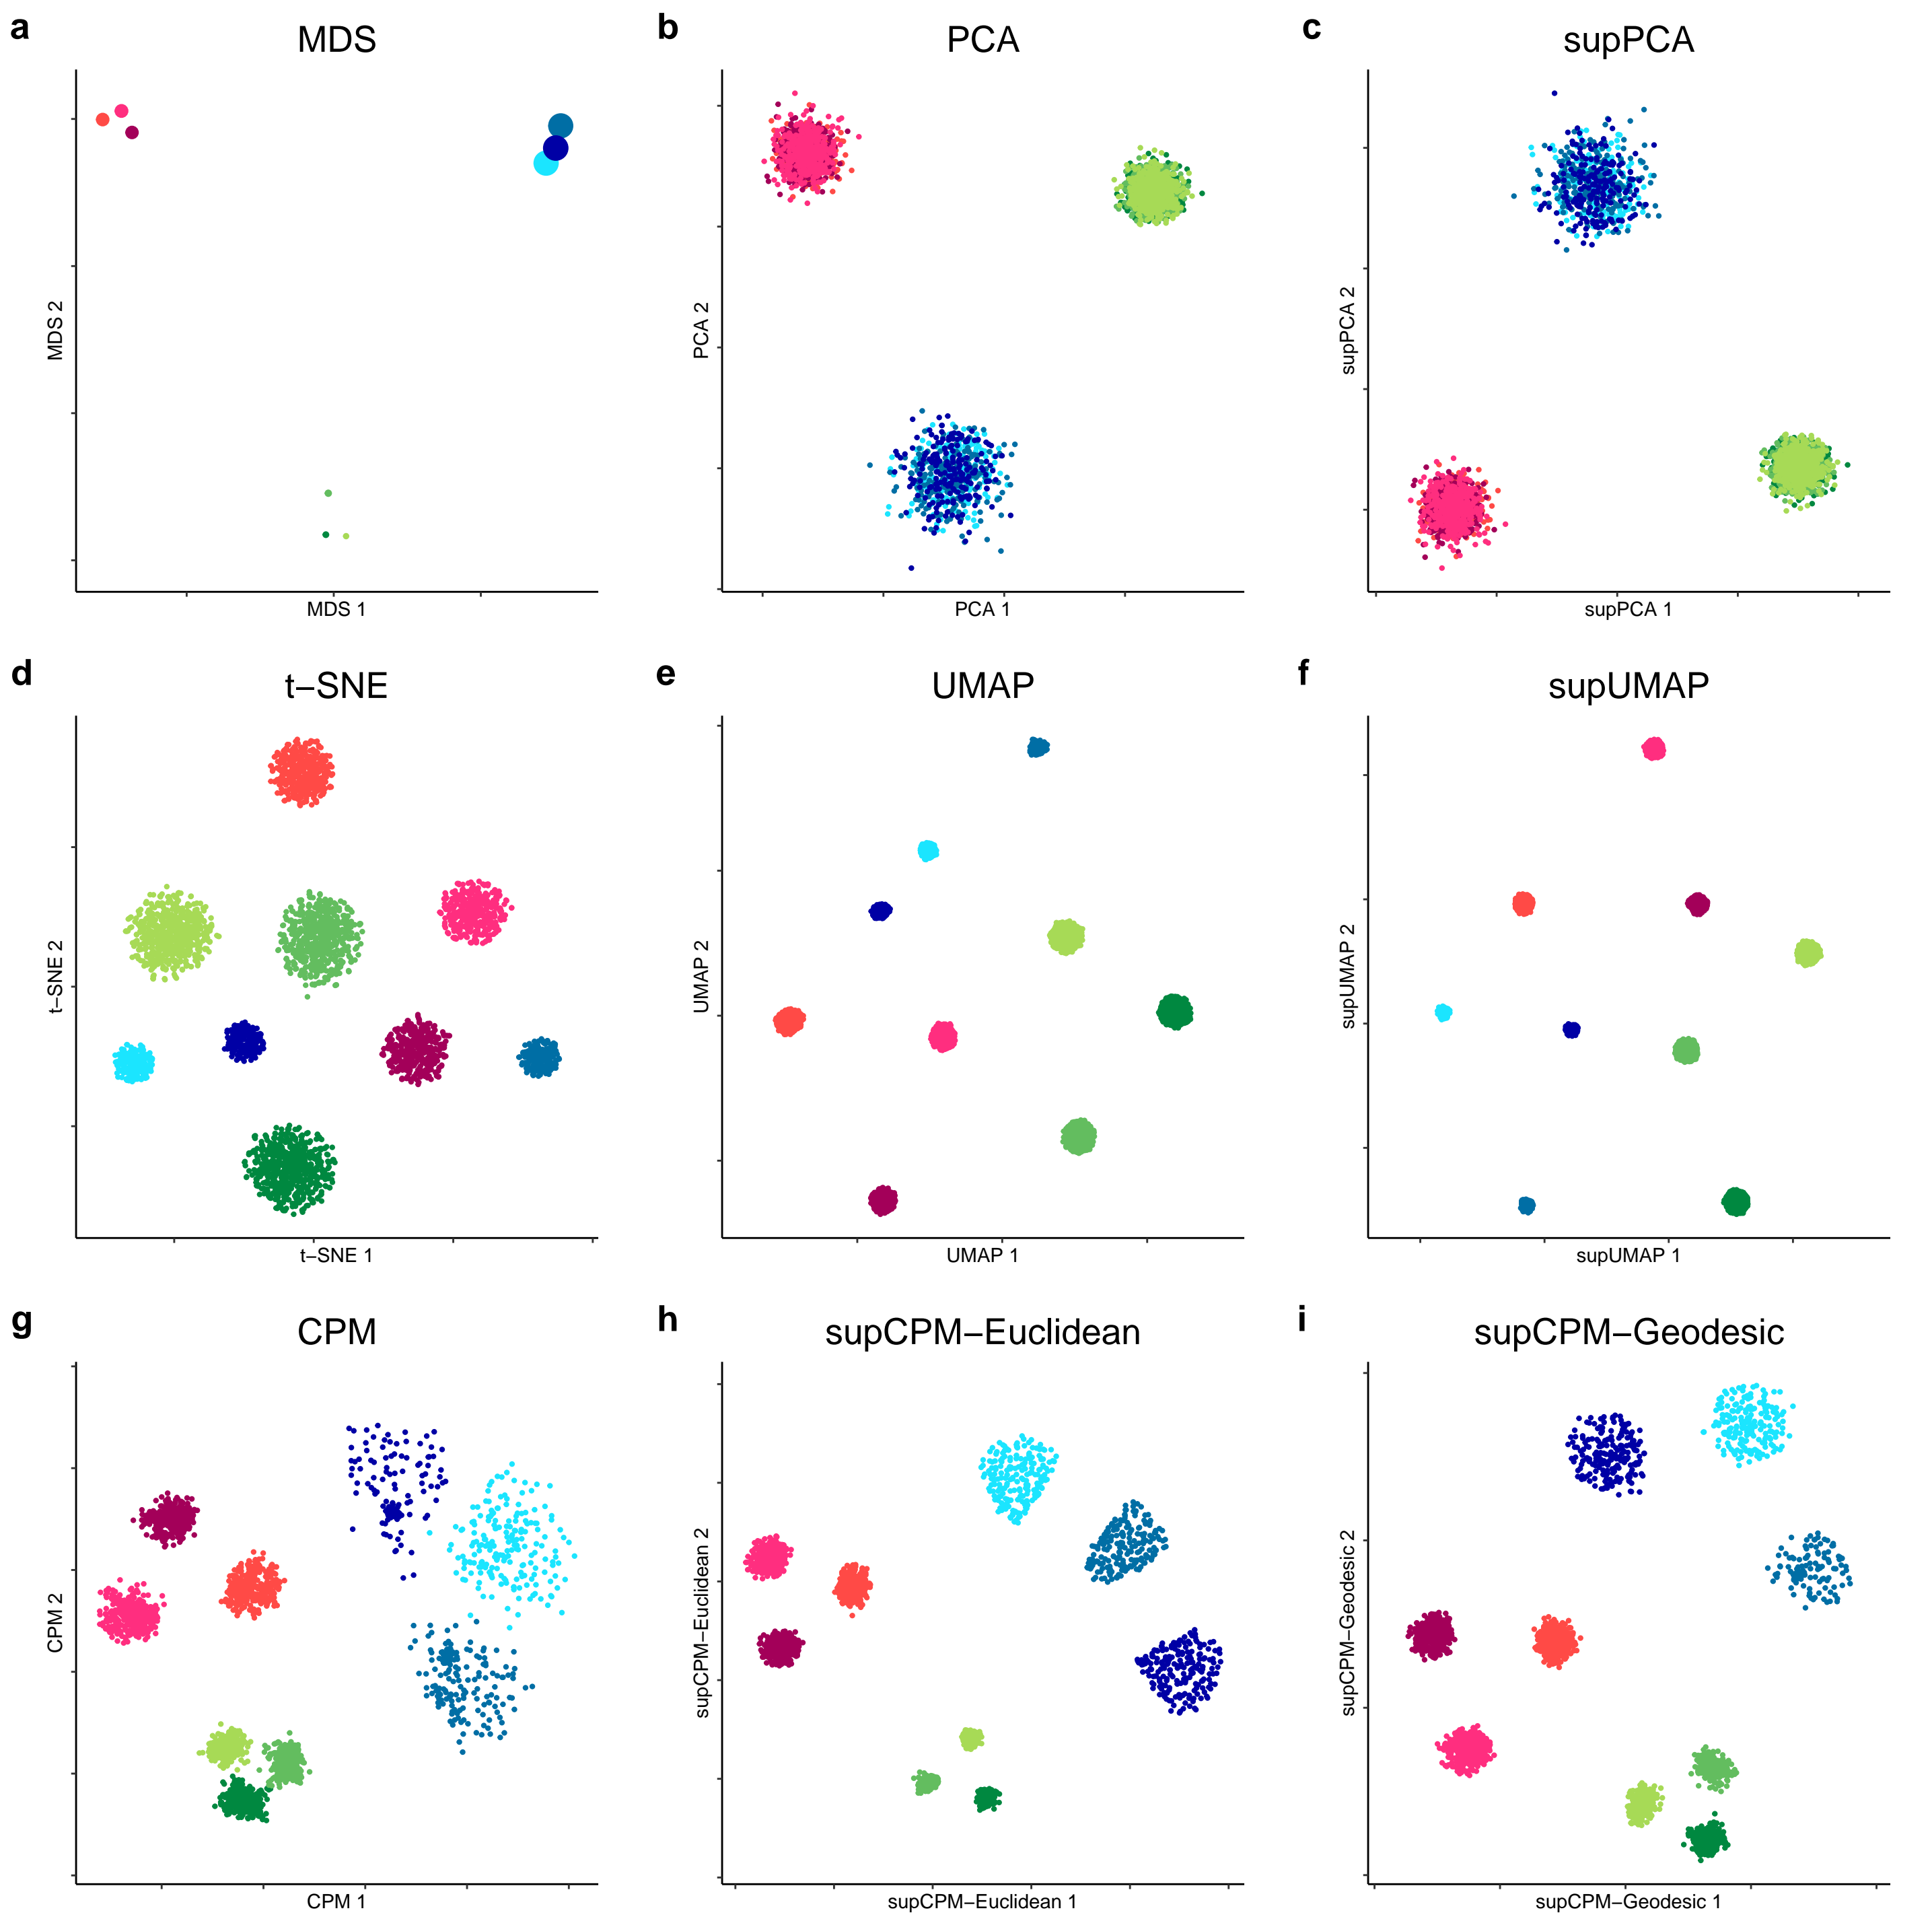 a
MDS
MDS 2
MDS 1
b
PCA
PCA 2
PCA 1
c
supPCA
supPCA 2
supPCA 1
d
t−SNE
t−SNE 2
t−SNE 1
e
UMAP
UMAP 2
UMAP 1
f
supUMAP
supUMAP 2
supUMAP 1
g
CPM
CPM 2
CPM 1
h
supCPM−Euclidean
supCPM−Euclidean 2
supCPM−Euclidean 1
i
supCPM−Geodesic
supCPM−Geodesic 2
supCPM−Geodesic 1